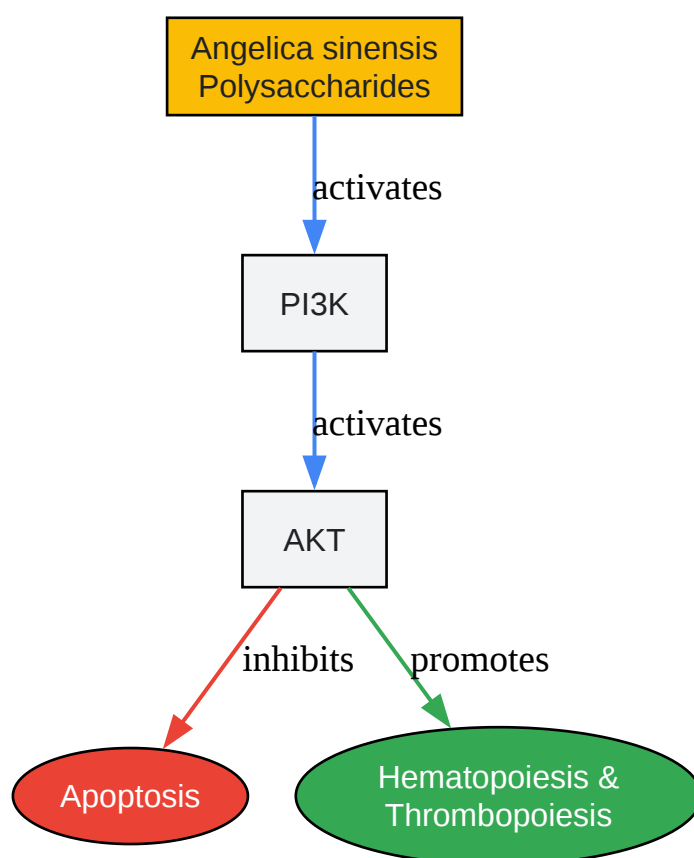 Angelica sinensis
Polysaccharides
activates
PI3K
activates
AKT
inhibits
promotes
Apoptosis
Hematopoiesis &
Thrombopoiesis